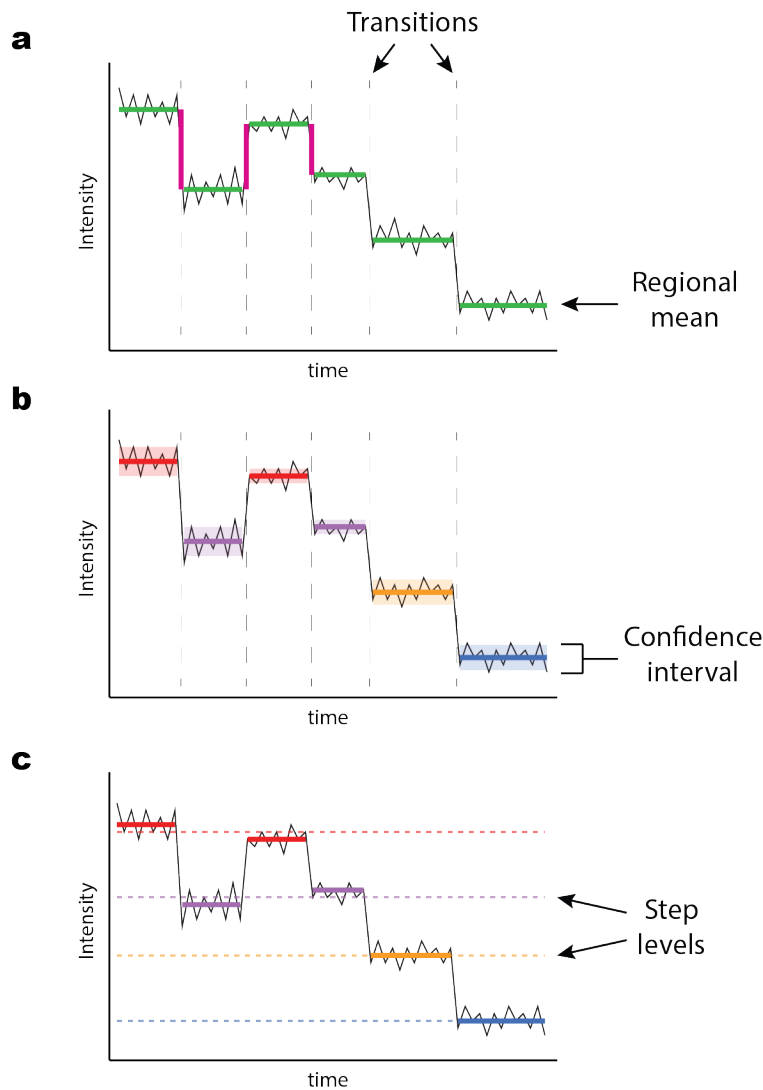 a
Transitions
Intensity
Regional
mean
time
b
Intensity
Confidence
interval
time
c
Intensity
Step
levels
time